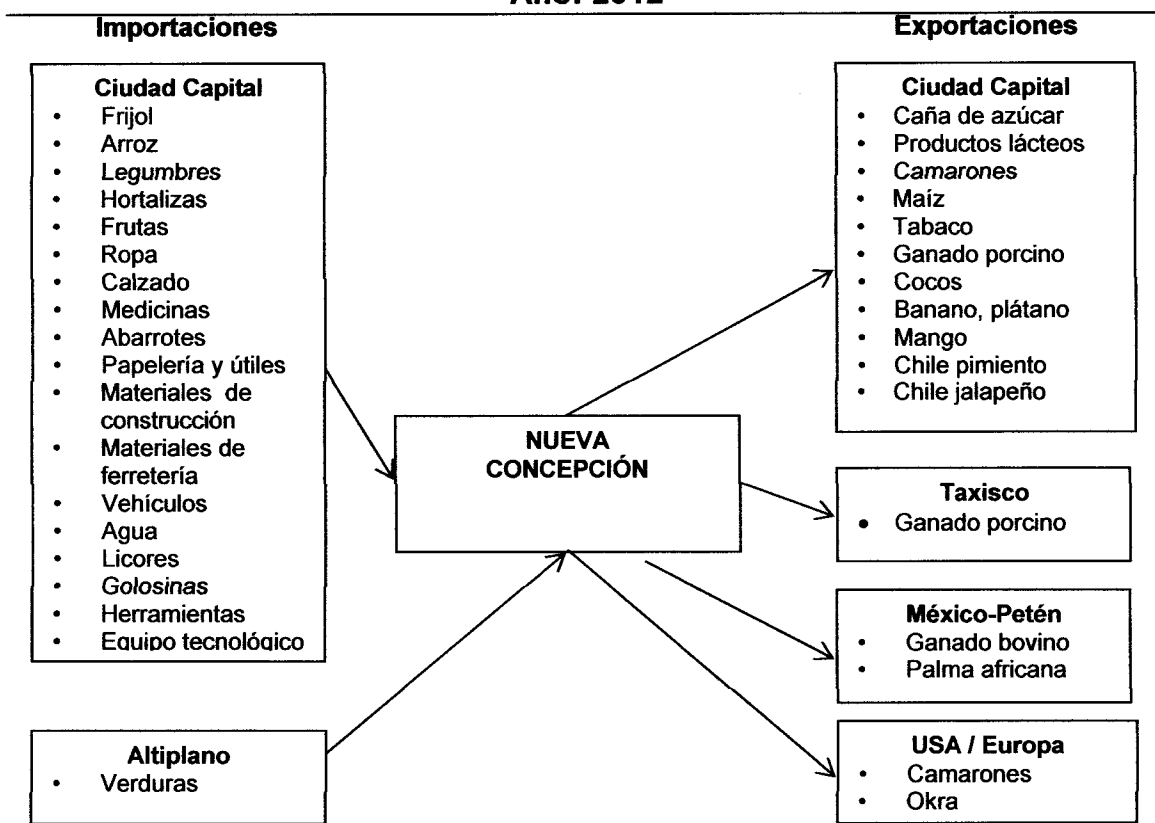 Importaciones
Ciudad Capital
• Frijol
• Arroz
• Legumbres
• Hortalizas
• Frutas
• Ropa
• Calzado
• Medicinas
• Abarrotes
• Papelería y útiles
• Materiales de
construcción
• Materiales de
ferretería
• Vehículos
• Agua
• Licores
• Golosinas
• Herramientas
• Equipo tecnológico
Altiplano
• Verduras
NUEVA
CONCEPCIÓN
Exportaciones
Ciudad Capital
• Caña de azúcar
• Productos lácteos
• Camarones
• Maíz
• Tabaco
• Ganado porcino
• Cocos
• Banano, plátano
• Mango
• Chile pimiento
• Chile jalapeño
Taxisco
• Ganado porcino
México-Petén
• Ganado bovino
• Palma africana
USA / Europa
• Camarones
• Okra